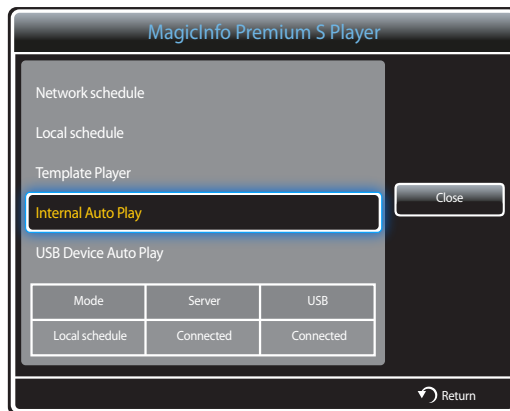 MagicInfo Premium S Player
Network schedule
Local schedule
Template Player
Internal Auto Play
Close
USB Device Auto Play
Mode Server USB
Local schedule Connected Connected
Return